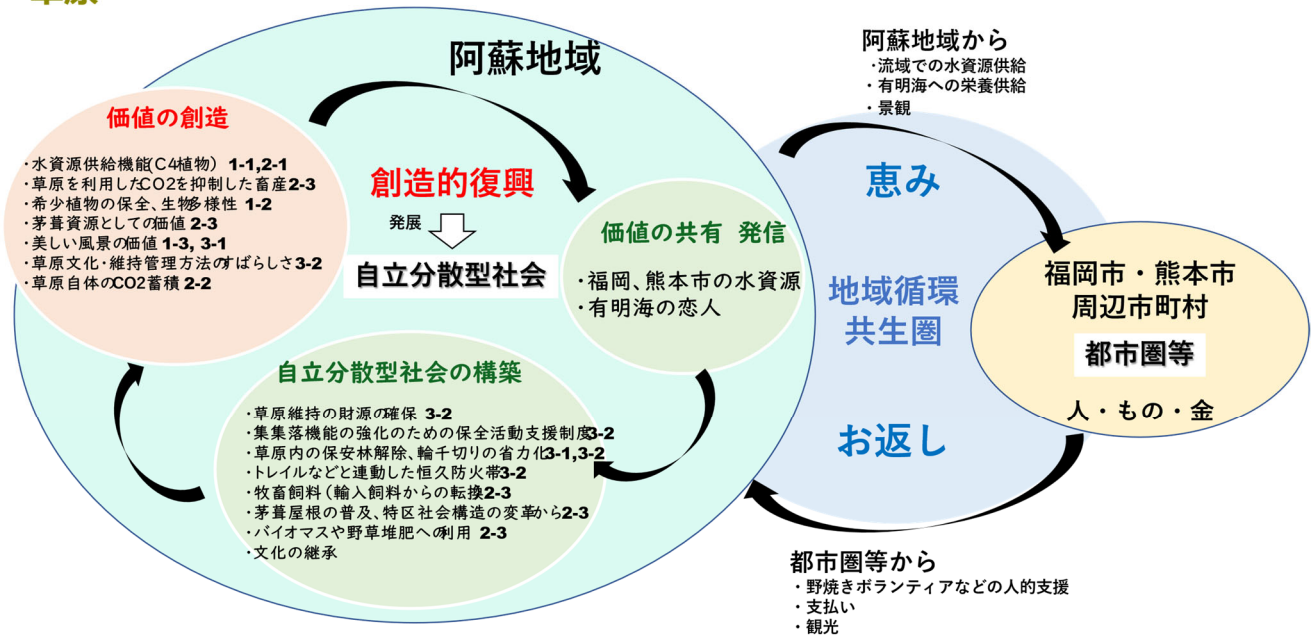 草原
阿蘇地域
価値の創造
・水資源供給機能(C4植物) 1-1,2-1
・草原を利用したCO2を抑制した畜産2-3
・希少植物の保全、生物多様性 1-2
・茅葺資源としての価値 2-3
・美しい風景の価値 1-3, 3-1
・草原文化・維持管理方法のすばらしさ3-2
・草原自体のCO2蓄積 2-2
創造的復興
発展
自立分散型社会
価値の共有 発信
・福岡、熊本市の水資源
・有明海の恋人
自立分散型社会の構築
・草原維持の財源の確保 3-2
・集集落機能の強化のための保全活動支援制度3-2
・草原内の保安林解除、輪千切りの省力化3-1,3-2
・トレイルなどと連動した恒久防火帯3-2
・牧畜飼料(輸入飼料からの転換2-3
・茅葺屋根の普及、特区社会構造の変革から2-3
・バイオマスや野草堆肥への利用 2-3
・文化の継承
阿蘇地域から
・流域での水資源供給
・有明海への栄養供給
・景観
恵み
地域循環
共生圏
お返し
福岡市・熊本市
周辺市町村
都市圏等
人・もの・金
都市圏等から
・野焼きボランティアなどの人的支援
・支払い
・観光